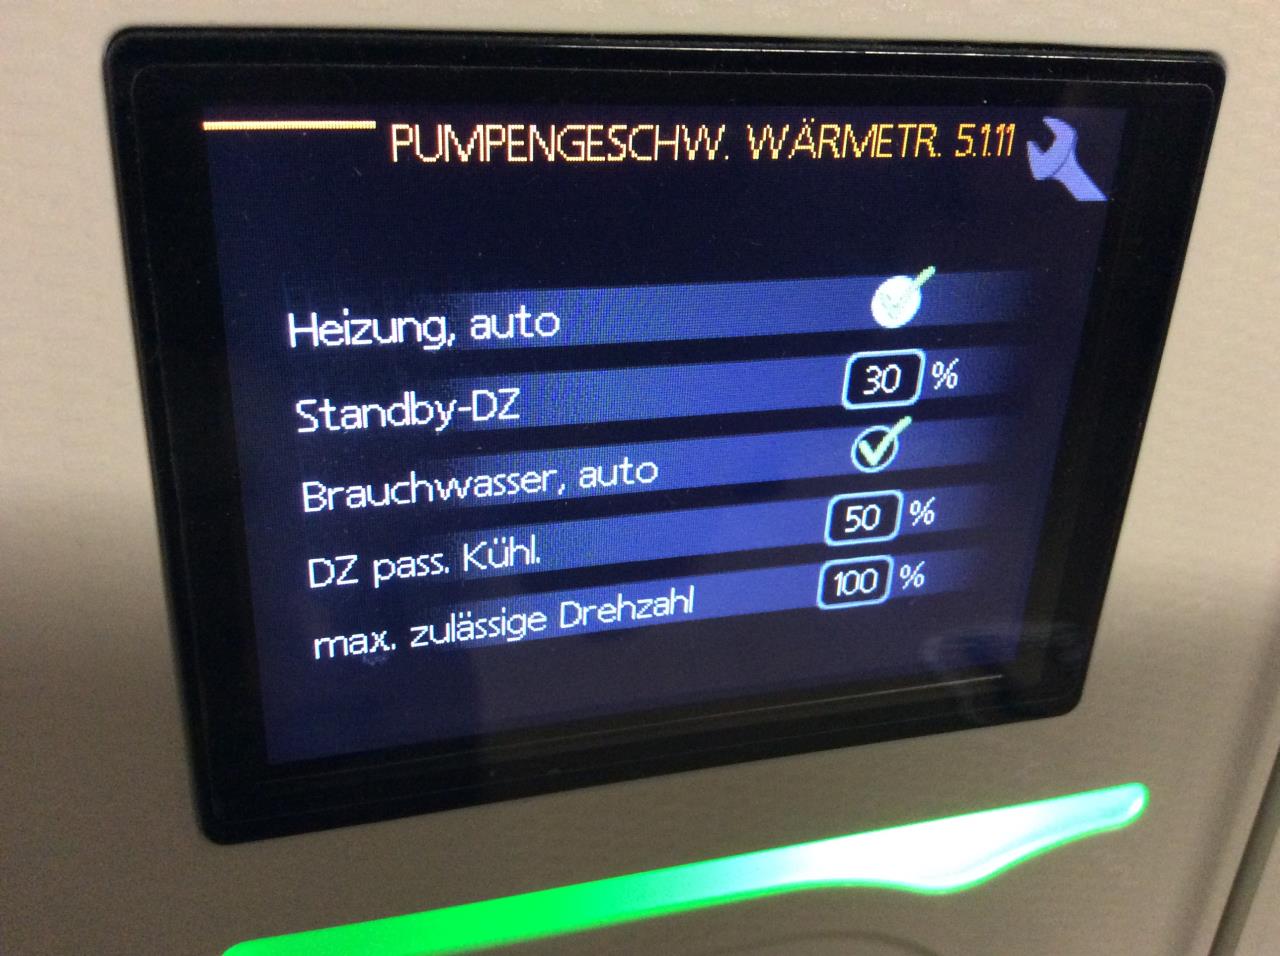 PUMPENGESCHW. WÄRMETR. 5.1.11
Heizung, auto
Standby-DZ 30 %
Brauchwasser, auto
DZ pass. Kühl. 50 %
max. zulässige Drehzahl 100 %